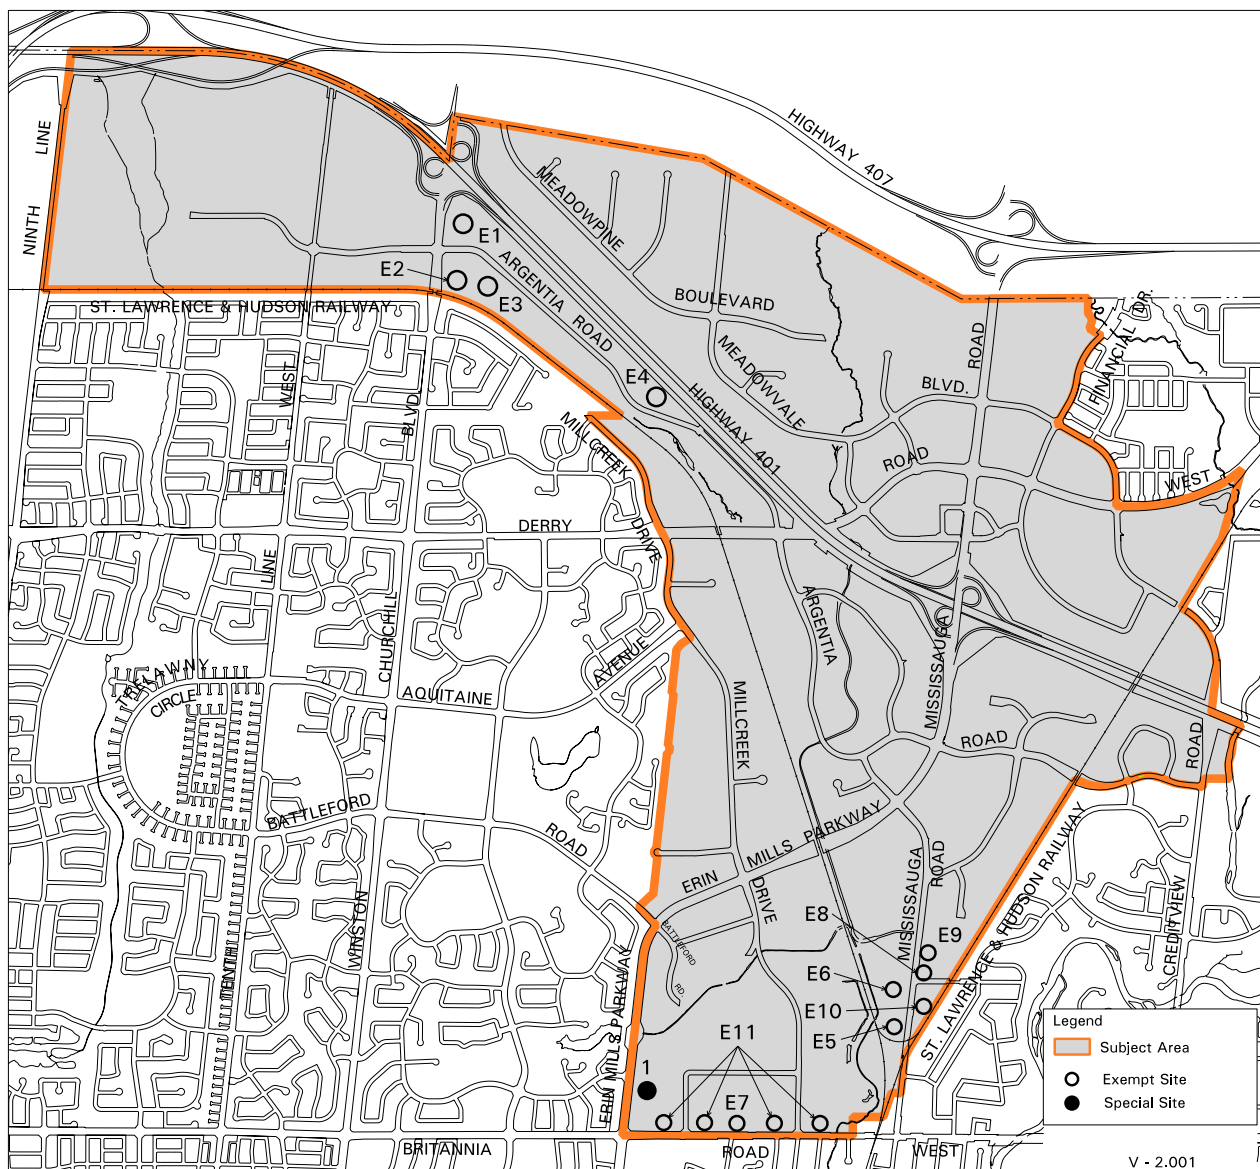 HIGHWAY 407
NINTH LINE
MEADOWPINE BOULEVARD
E1
E2
E3
ARGENTIA ROAD
ST. LAWRENCE & HUDSON RAILWAY
FINANCIAL DR.
ROAD
MEADOWVALE BLVD.
E4
HIGHWAY 401
WEST
BLVD.
MILLCREEK
DRIVE
ROAD
WEST
DERRY
LINE
CHURCHILL
ARGENTIA
MISSISSAUGA
AVENUE
TRELAWNY
CIRCLE
AQUITAINE
MILLCREEK
ROAD
ROAD
BATTLEFORD
ROAD
ERIN MILLS PARKWAY
DRIVE
MISSISSAUGA
ROAD
BATTLEFORD
RD.
ST. LAWRENCE & HUDSON RAILWAY
CREDITVIEW
TENTH
WINSTON
ERIN MILLS PARKWAY
E8
E9
E6
E10
E5
E11
1
E7
BRITANNIA
ROAD
WEST
Legend
Subject Area
Exempt Site
Special Site
V - 2.001